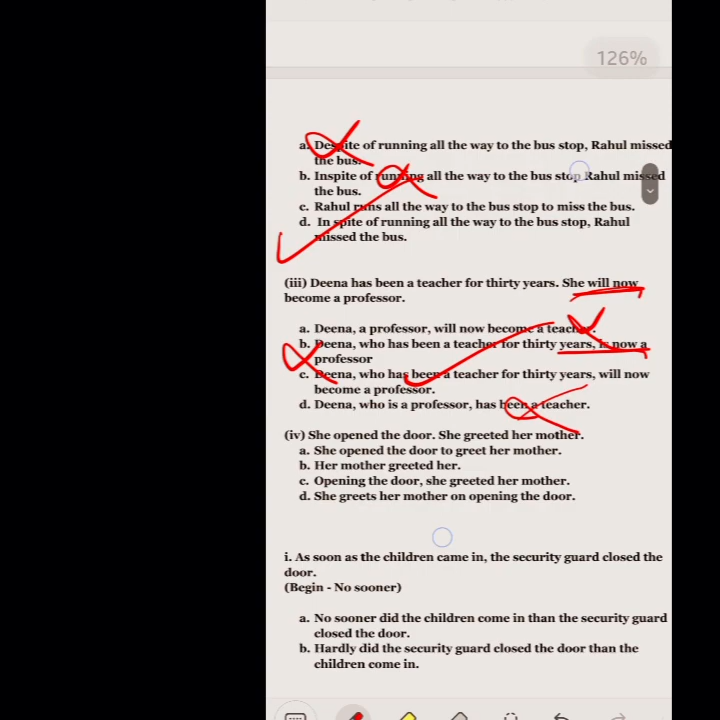 126%
a. Despite of running all the way to the bus stop, Rahul missed
the bus.
b. Inspite of running all the way to the bus stop Rahul missed
the bus.
c. Rahul runs all the way to the bus stop to miss the bus.
d. In spite of running all the way to the bus stop, Rahul
missed the bus.
(iii) Deena has been a teacher for thirty years. She will now
become a professor.
a. Deena, a professor, will now become a teacher.
b. Deena, who has been a teacher for thirty years, is now a
professor
c. Deena, who has been a teacher for thirty years, will now
become a professor.
d. Deena, who is a professor, has been a teacher.
(iv) She opened the door. She greeted her mother.
a. She opened the door to greet her mother.
b. Her mother greeted her.
c. Opening the door, she greeted her mother.
d. She greets her mother on opening the door.
i. As soon as the children came in, the security guard closed the
door.
(Begin - No sooner)
a. No sooner did the children come in than the security guard
closed the door.
b. Hardly did the security guard closed the door than the
children come in.